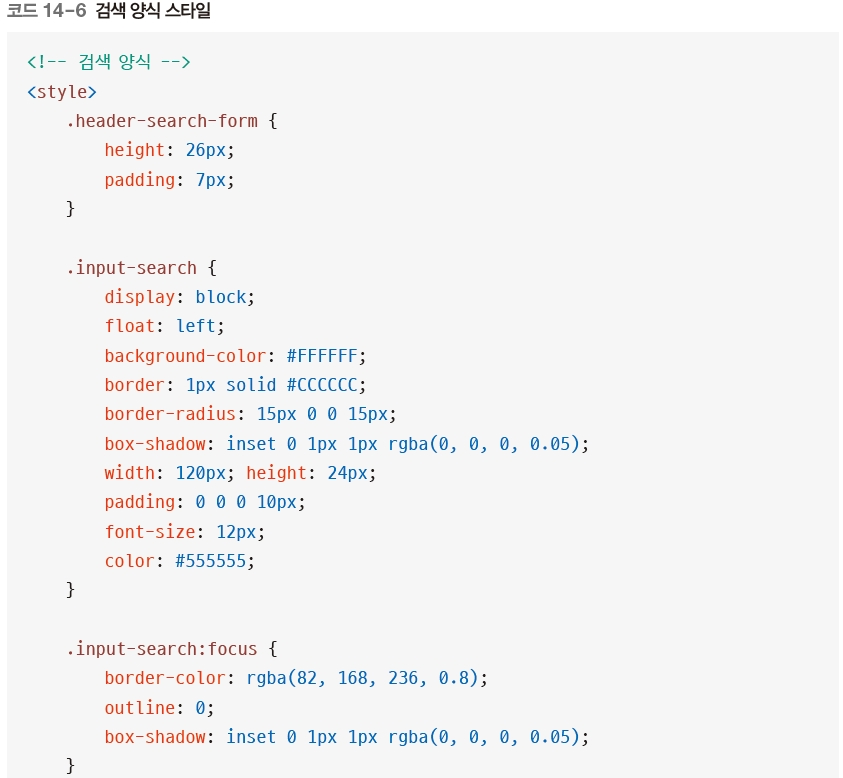 코드 14-6 검색 양식 스타일
<!-- 검색 양식 -->
<style>
.header-search-form {
height: 26px;
padding: 7px;
}
.input-search {
display: block;
float: left;
background-color: #FFFFFF;
border: 1px solid #CCCCCC;
border-radius: 15px 0 0 15px;
box-shadow: inset 0 1px 1px rgba(0, 0, 0, 0.05);
width: 120px; height: 24px;
padding: 0 0 0 10px;
font-size: 12px;
color: #555555;
}
.input-search:focus {
border-color: rgba(82, 168, 236, 0.8);
outline: 0;
box-shadow: inset 0 1px 1px rgba(0, 0, 0, 0.05);
}